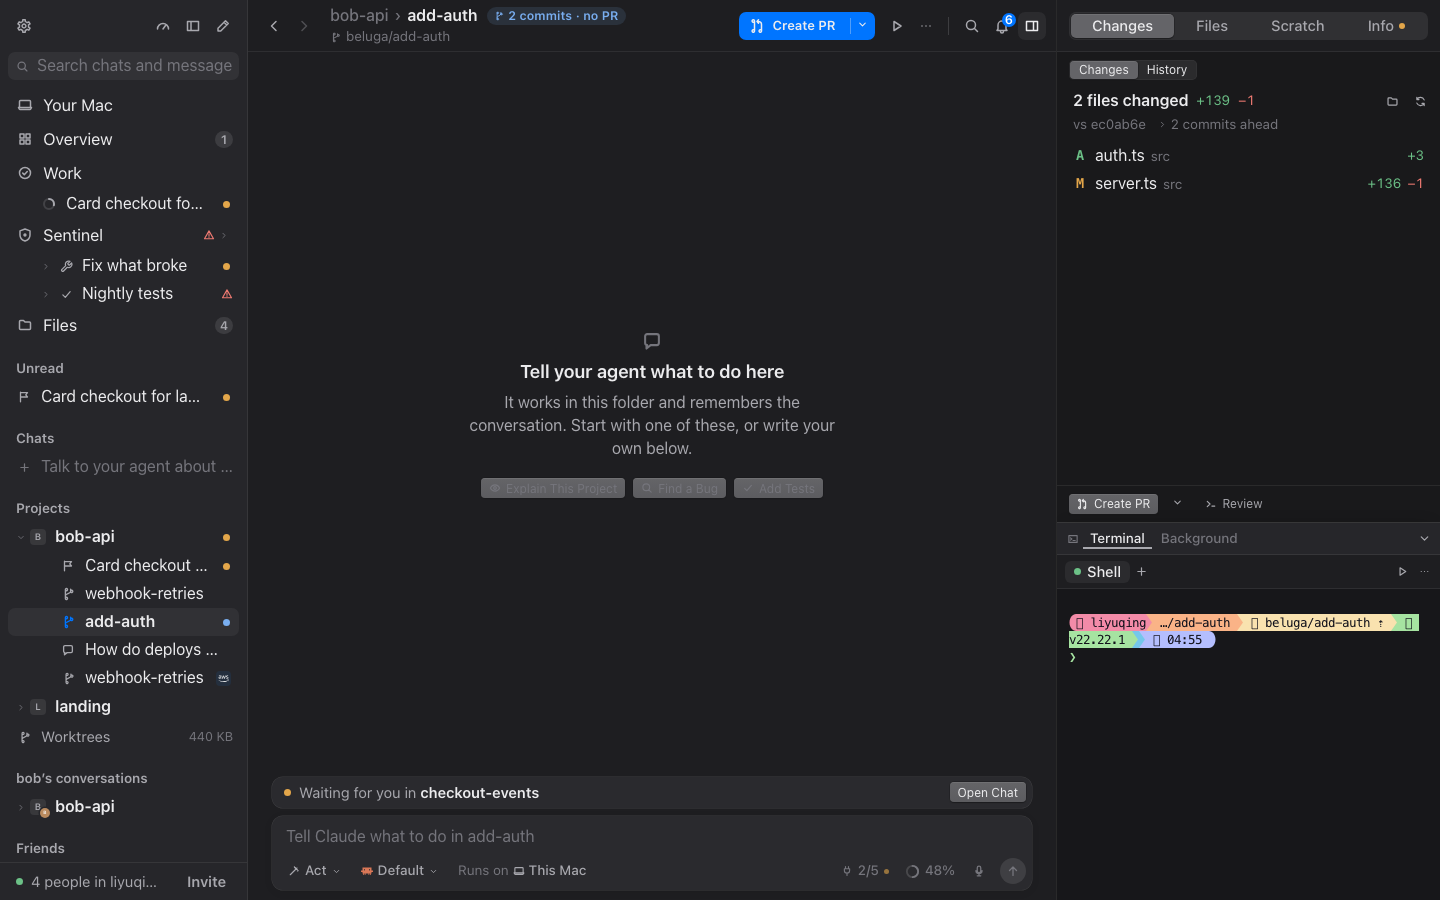 Search chats and message
Your Mac
Overview 1
Work
Card checkout fo...
Sentinel
Fix what broke
Nightly tests
Files 4
Unread
Card checkout for la...
Chats
Talk to your agent about ...
Projects
B bob-api
Card checkout ...
webhook-retries
add-auth
How do deploys ...
webhook-retries aws
L landing
Worktrees 440 KB
bob's conversations
B bob-api
Friends
4 people in liyuqi... Invite
bob-api › add-auth 2 commits · no PR
beluga/add-auth
Create PR
6
Tell your agent what to do here
It works in this folder and remembers the
conversation. Start with one of these, or write your
own below.
Explain This Project Find a Bug Add Tests
Waiting for you in checkout-events Open Chat
Tell Claude what to do in add-auth
Act Default Runs on This Mac 2/5 48%
Changes Files Scratch Info
Changes History
2 files changed +139 −1
vs ec0ab6e › 2 commits ahead
A auth.ts src +3
M server.ts src +136 −1
Create PR Review
Terminal Background
Shell +
liyuqing …/add-auth beluga/add-auth ↑
v22.22.1 04:55
❯